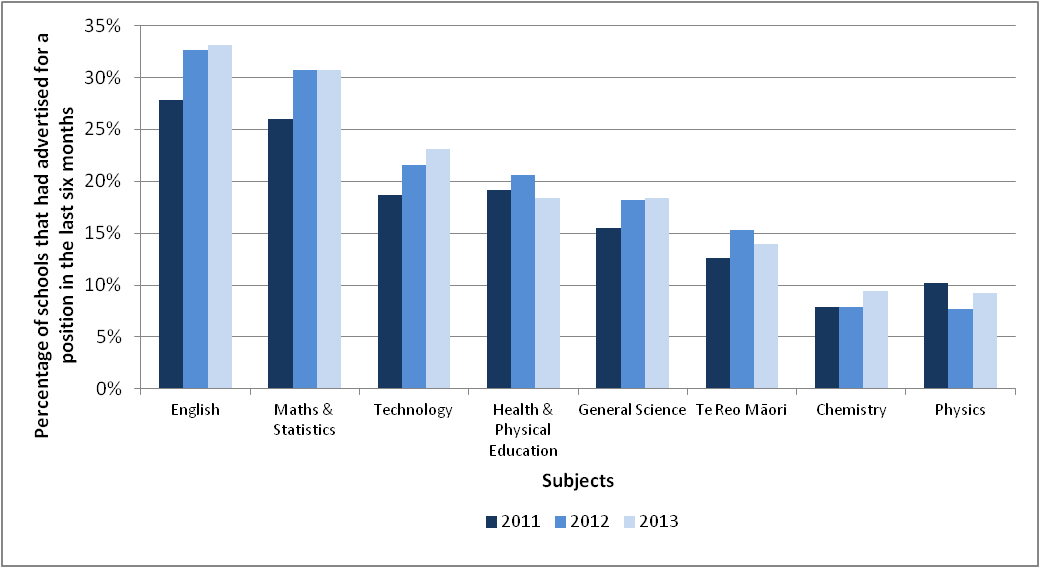 Percentage of schools that had advertised for a
position in the last six months
35%
30%
25%
20%
15%
10%
5%
0%
English
Maths &
Statistics
Technology
Health &
Physical
Education
General Science
Te Reo Māori
Chemistry
Physics
Subjects
2011
2012
2013